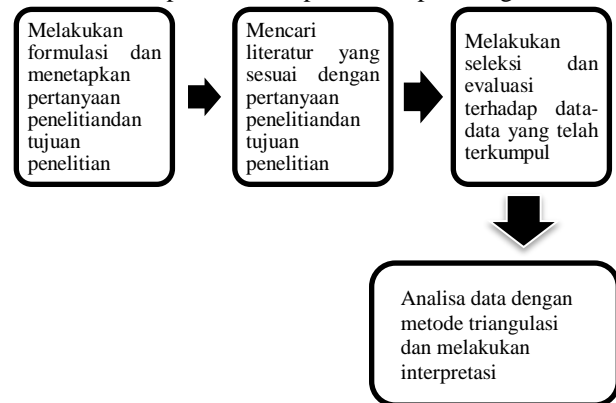 Melakukan
formulasi dan
menetapkan
pertanyaan
penelitiandan
tujuan
penelitian
Mencari
literatur yang
sesuai dengan
pertanyaan
penelitiandan
tujuan
penelitian
Melakukan
seleksi dan
evaluasi
terhadap data-
data yang telah
terkumpul
Analisa data dengan
metode triangulasi
dan melakukan
interpretasi